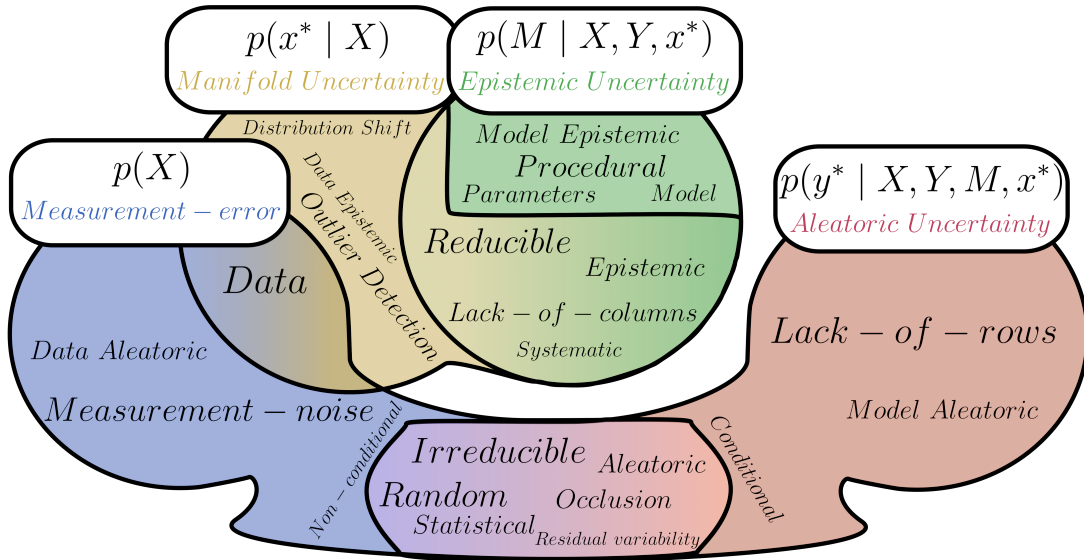 p(x* | X)
Manifold Uncertainty
p(M | X, Y, x*)
Epistemic Uncertainty
p(X)
Measurement − error
p(y* | X, Y, M, x*)
Aleatoric Uncertainty
Distribution Shift
Data Epistemic
Outlier Detection
Model Epistemic
Procedural
Parameters
Model
Reducible
Epistemic
Lack − of − columns
Systematic
Data
Data Aleatoric
Measurement − noise
Non − conditional
Lack − of − rows
Model Aleatoric
Conditional
Irreducible
Aleatoric
Random
Occlusion
Statistical
Residual variability